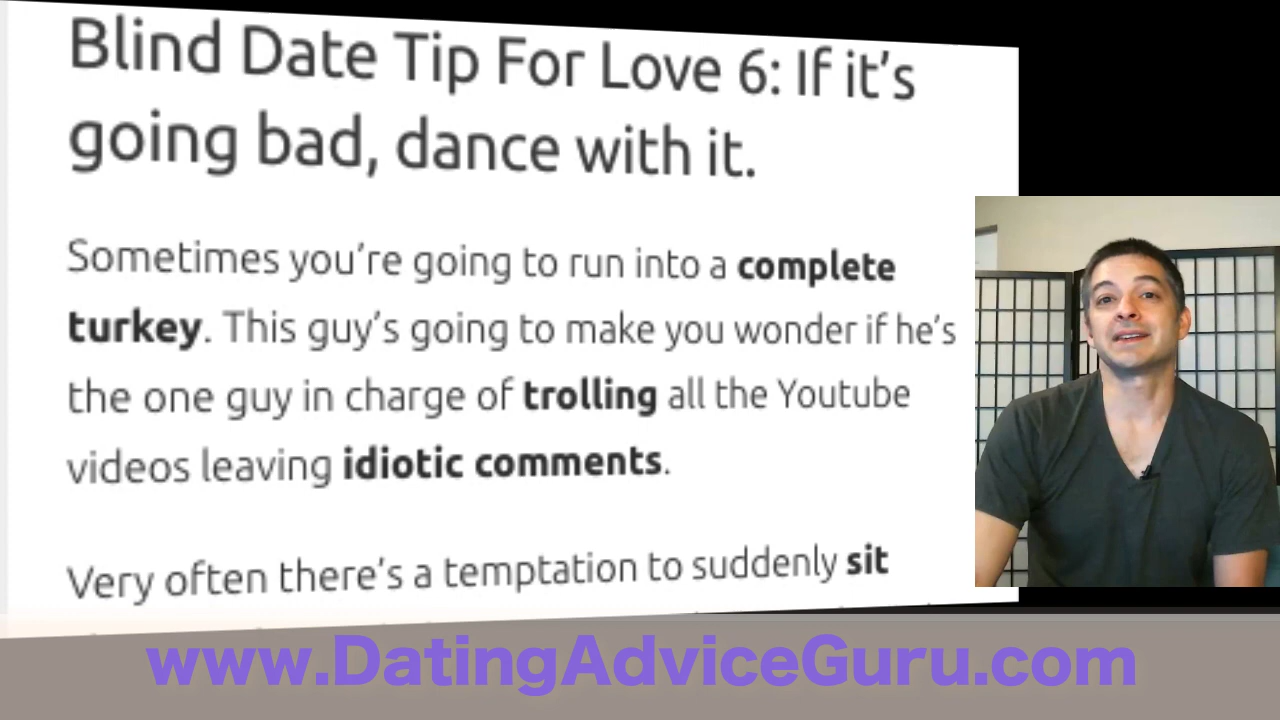 Blind Date Tip For Love 6: If it's
going bad, dance with it.
Sometimes you're going to run into a complete
turkey. This guy's going to make you wonder if he's
the one guy in charge of trolling all the Youtube
videos leaving idiotic comments.
Very often there's a temptation to suddenly sit
www.DatingAdviceGuru.com